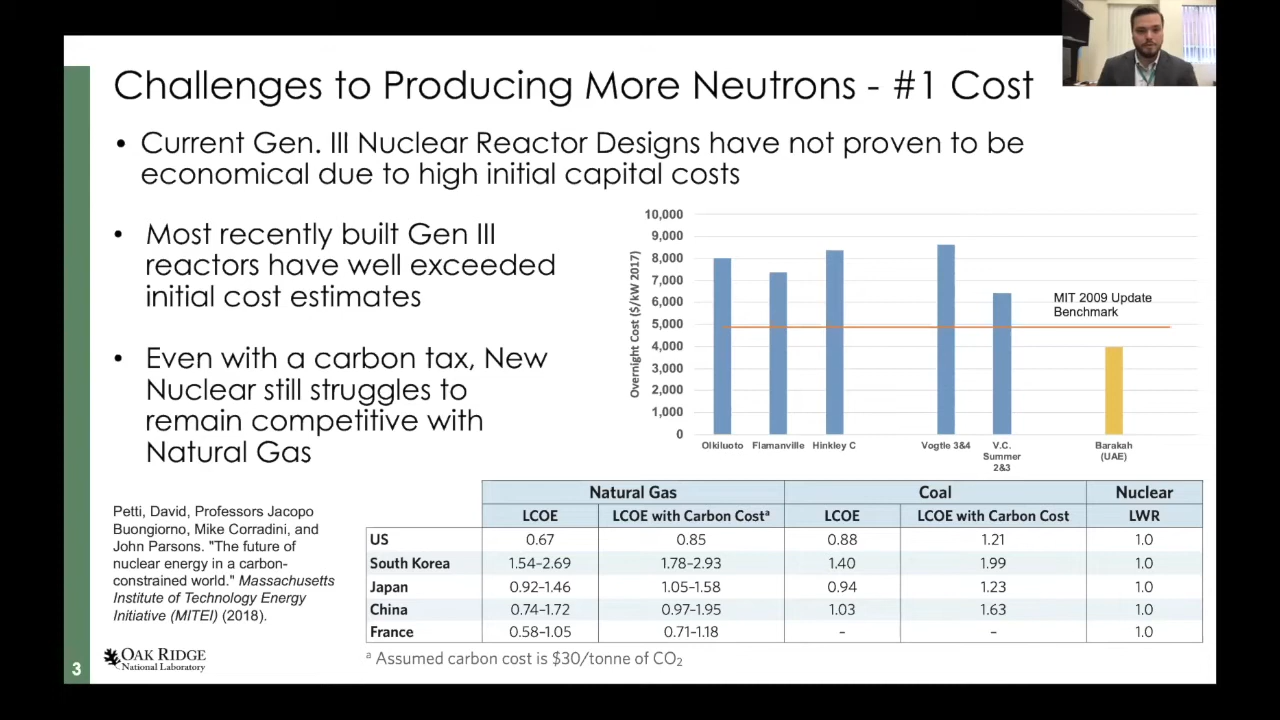 Challenges to Producing More Neutrons - #1 Cost
• Current Gen. III Nuclear Reactor Designs have not proven to be
economical due to high initial capital costs
• Most recently built Gen III
reactors have well exceeded
initial cost estimates
• Even with a carbon tax, New
Nuclear still struggles to
remain competitive with
Natural Gas
Overnight Cost ($/kW 2017)
10,000
9,000
8,000
7,000
6,000
5,000
4,000
3,000
2,000
1,000
0
MIT 2009 Update
Benchmark
Olkiluoto Flamanville Hinkley C Vogtle 3&4 V.C. Summer 2&3 Barakah (UAE)
Natural Gas Coal Nuclear
LCOE LCOE with Carbon Costᵃ LCOE LCOE with Carbon Cost LWR
US 0.67 0.85 0.88 1.21 1.0
South Korea 1.54–2.69 1.78–2.93 1.40 1.99 1.0
Japan 0.92–1.46 1.05–1.58 0.94 1.23 1.0
China 0.74–1.72 0.97–1.95 1.03 1.63 1.0
France 0.58–1.05 0.71–1.18 – – 1.0
ᵃ Assumed carbon cost is $30/tonne of CO₂
Petti, David, Professors Jacopo
Buongiorno, Mike Corradini, and
John Parsons. "The future of
nuclear energy in a carbon-
constrained world." Massachusetts
Institute of Technology Energy
Initiative (MITEI) (2018).
3
OAK RIDGE
National Laboratory